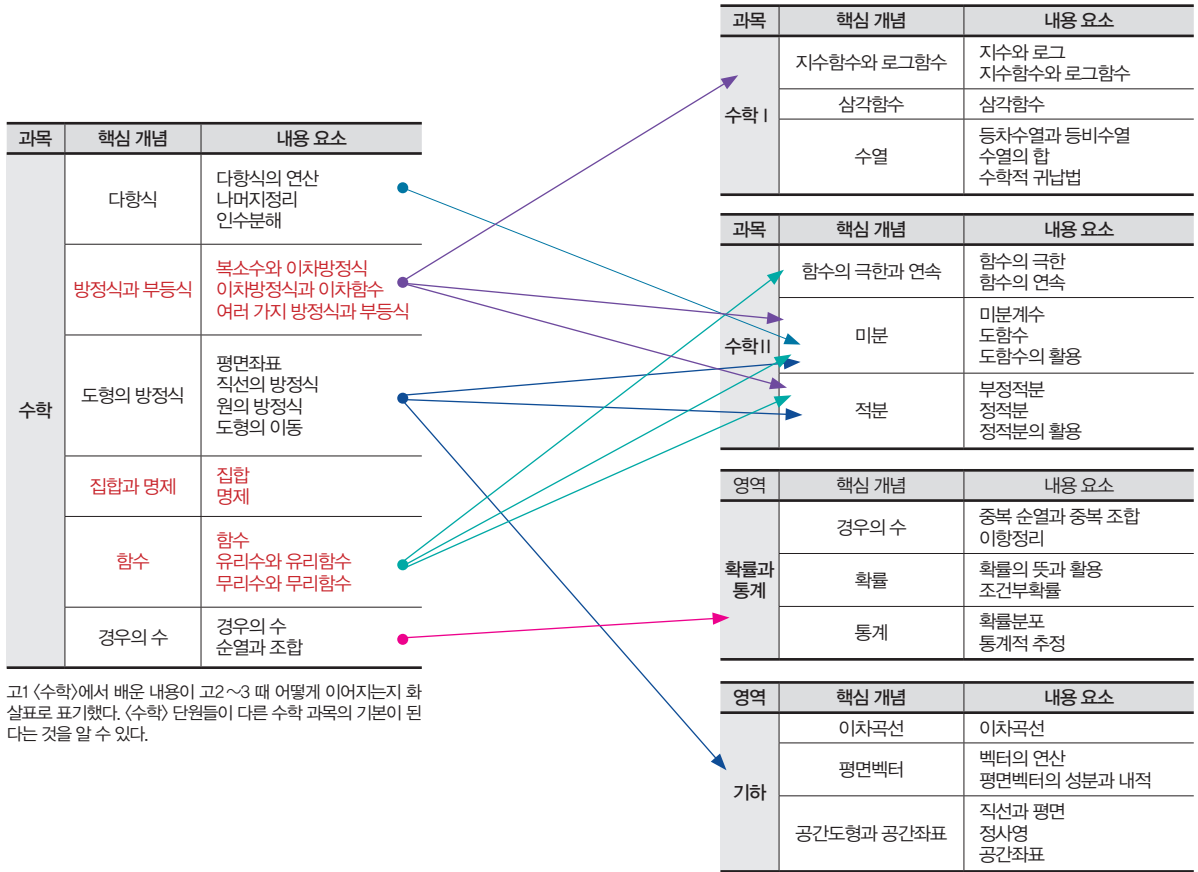 과목 핵심 개념 내용 요소
수학
다항식
다항식의 연산
나머지정리
인수분해
방정식과 부등식
복소수와 이차방정식
이차방정식과 이차함수
여러 가지 방정식과 부등식
도형의 방정식
평면좌표
직선의 방정식
원의 방정식
도형의 이동
집합과 명제
집합
명제
함수
함수
유리수와 유리함수
무리수와 무리함수
경우의 수
경우의 수
순열과 조합
고1 〈수학〉에서 배운 내용이 고2～3 때 어떻게 이어지는지 화
살표로 표기했다. 〈수학〉 단원들이 다른 수학 과목의 기본이 된
다는 것을 알 수 있다.
과목 핵심 개념 내용 요소
수학Ⅰ
지수함수와 로그함수
지수와 로그
지수함수와 로그함수
삼각함수
삼각함수
수열
등차수열과 등비수열
수열의 합
수학적 귀납법
과목 핵심 개념 내용 요소
수학Ⅱ
함수의 극한과 연속
함수의 극한
함수의 연속
미분
미분계수
도함수
도함수의 활용
적분
부정적분
정적분
정적분의 활용
영역 핵심 개념 내용 요소
확률과
통계
경우의 수
중복 순열과 중복 조합
이항정리
확률
확률의 뜻과 활용
조건부확률
통계
확률분포
통계적 추정
영역 핵심 개념 내용 요소
기하
이차곡선
이차곡선
평면벡터
벡터의 연산
평면벡터의 성분과 내적
공간도형과 공간좌표
직선과 평면
정사영
공간좌표